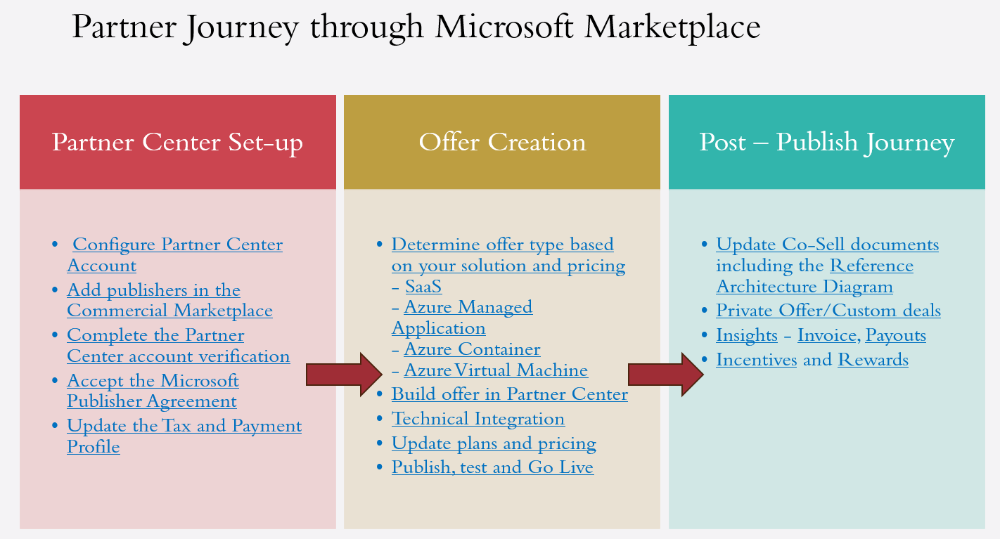 Partner Journey through Microsoft Marketplace
Partner Center Set-up
• Configure Partner Center
Account
• Add publishers in the
Commercial Marketplace
• Complete the Partner
Center account verification
• Accept the Microsoft
Publisher Agreement
• Update the Tax and Payment
Profile
Offer Creation
• Determine offer type based
on your solution and pricing
- SaaS
- Azure Managed
Application
- Azure Container
- Azure Virtual Machine
• Build offer in Partner Center
• Technical Integration
• Update plans and pricing
• Publish, test and Go Live
Post – Publish Journey
• Update Co-Sell documents
including the Reference
Architecture Diagram
• Private Offer/Custom deals
• Insights - Invoice, Payouts
• Incentives and Rewards